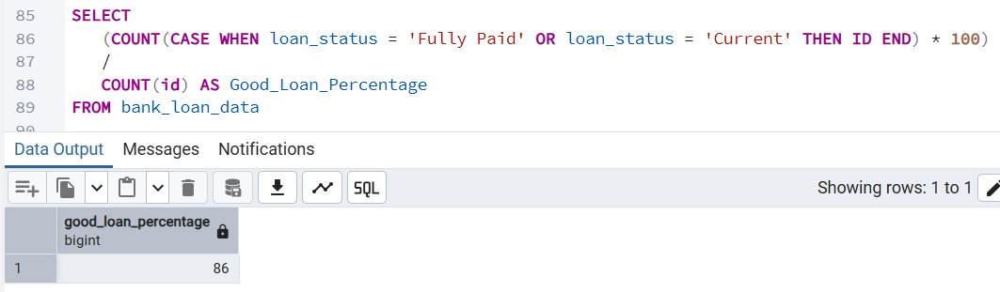 85 SELECT
86 (COUNT(CASE WHEN loan_status = 'Fully Paid' OR loan_status = 'Current' THEN ID END) * 100)
87 /
88 COUNT(id) AS Good_Loan_Percentage
89 FROM bank_loan_data
90
Data Output Messages Notifications
SQL Showing rows: 1 to 1
good_loan_percentage
bigint
1 86